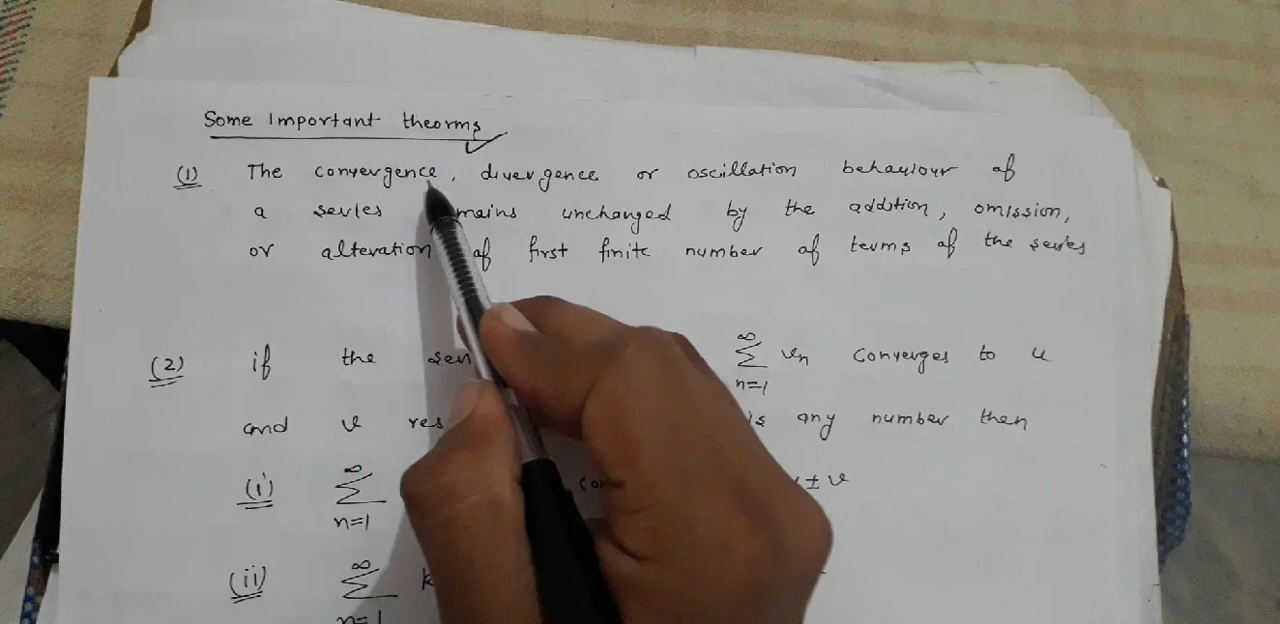 Some Important theorms
(1) The convergence, divergence or oscillation behaviour of
a series mains unchanged by the addition, omission,
or alteration of first finite number of terms of the series
(2) if the ∞∑n=1 vn Converges to u
and v is any number then
(i) ∞∑n=1 ± v
(ii) ∞∑n=1 k